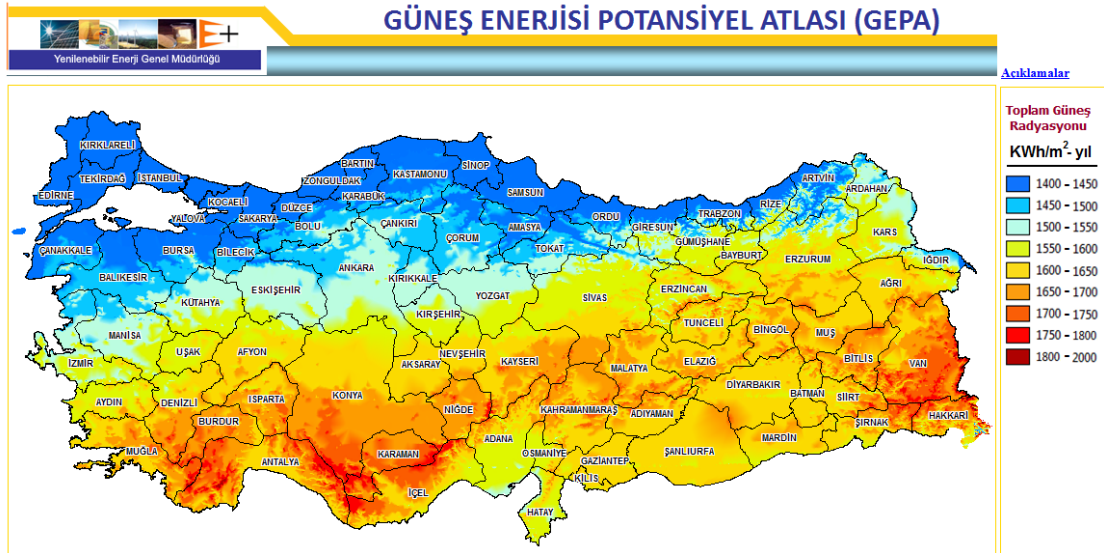 GÜNEŞ ENERJİSİ POTANSİYEL ATLASI (GEPA)
E+
Yenilenebilir Enerji Genel Müdürlüğü
Açıklamalar
Toplam Güneş
Radyasyonu
KWh/m²- yıl
1400 - 1450
1450 - 1500
1500 - 1550
1550 - 1600
1600 - 1650
1650 - 1700
1700 - 1750
1750 - 1800
1800 - 2000
KIRKLARELİ
TEKİRDAĞ
İSTANBUL
EDİRNE
KOCAELİ
YALOVA
SAKARYA
DÜZCE
ZONGULDAK
BARTIN
KARABÜK
KASTAMONU
SİNOP
SAMSUN
ORDU
GİRESUN
TRABZON
RİZE
ARTVİN
ARDAHAN
ÇANAKKALE
BURSA
BİLECİK
BOLU
ÇANKIRI
ÇORUM
AMASYA
TOKAT
GÜMÜŞHANE
BAYBURT
ERZURUM
KARS
IĞDIR
BALIKESİR
KÜTAHYA
ESKİŞEHİR
ANKARA
KIRIKKALE
YOZGAT
SİVAS
ERZİNCAN
AĞRI
MANİSA
UŞAK
AFYON
KIRŞEHİR
TUNCELİ
BİNGÖL
MUŞ
İZMİR
AKSARAY
NEVŞEHİR
KAYSERİ
MALATYA
ELAZIĞ
BİTLİS
VAN
AYDIN
DENİZLİ
ISPARTA
KONYA
NİĞDE
KAHRAMANMARAŞ
ADIYAMAN
DİYARBAKIR
BATMAN
SİİRT
HAKKARİ
BURDUR
MUĞLA
ANTALYA
KARAMAN
ADANA
OSMANİYE
GAZİANTEP
ŞANLIURFA
MARDİN
ŞIRNAK
İÇEL
KİLİS
HATAY